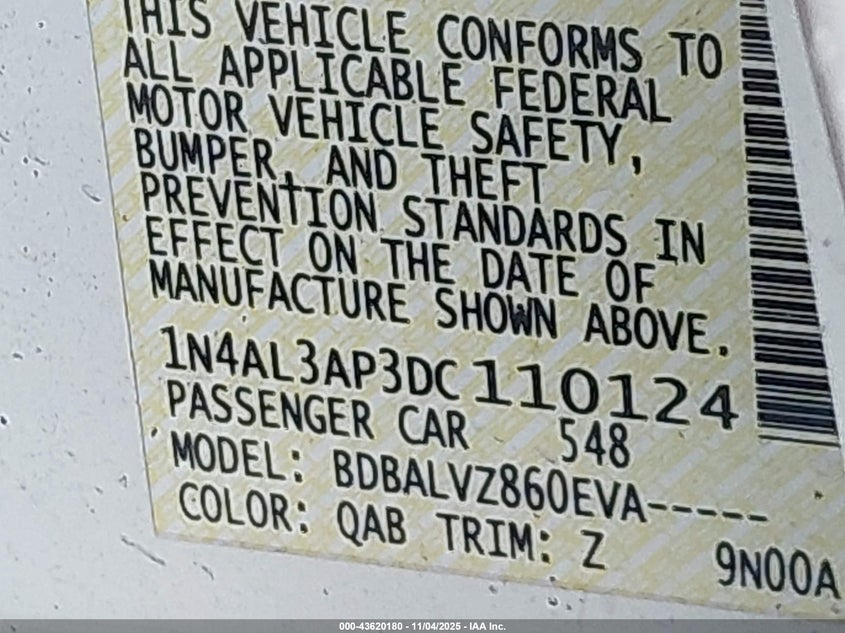 THIS VEHICLE CONFORMS TO
ALL APPLICABLE FEDERAL
MOTOR VEHICLE SAFETY,
BUMPER, AND THEFT
PREVENTION STANDARDS IN
EFFECT ON THE DATE OF
MANUFACTURE SHOWN ABOVE.
1N4AL3AP3DC110124
PASSENGER CAR 548
MODEL: BDBALVZ860EVA-----
COLOR: QAB TRIM: Z 9N00A
000-43620180 - 11/04/2025 - IAA Inc.